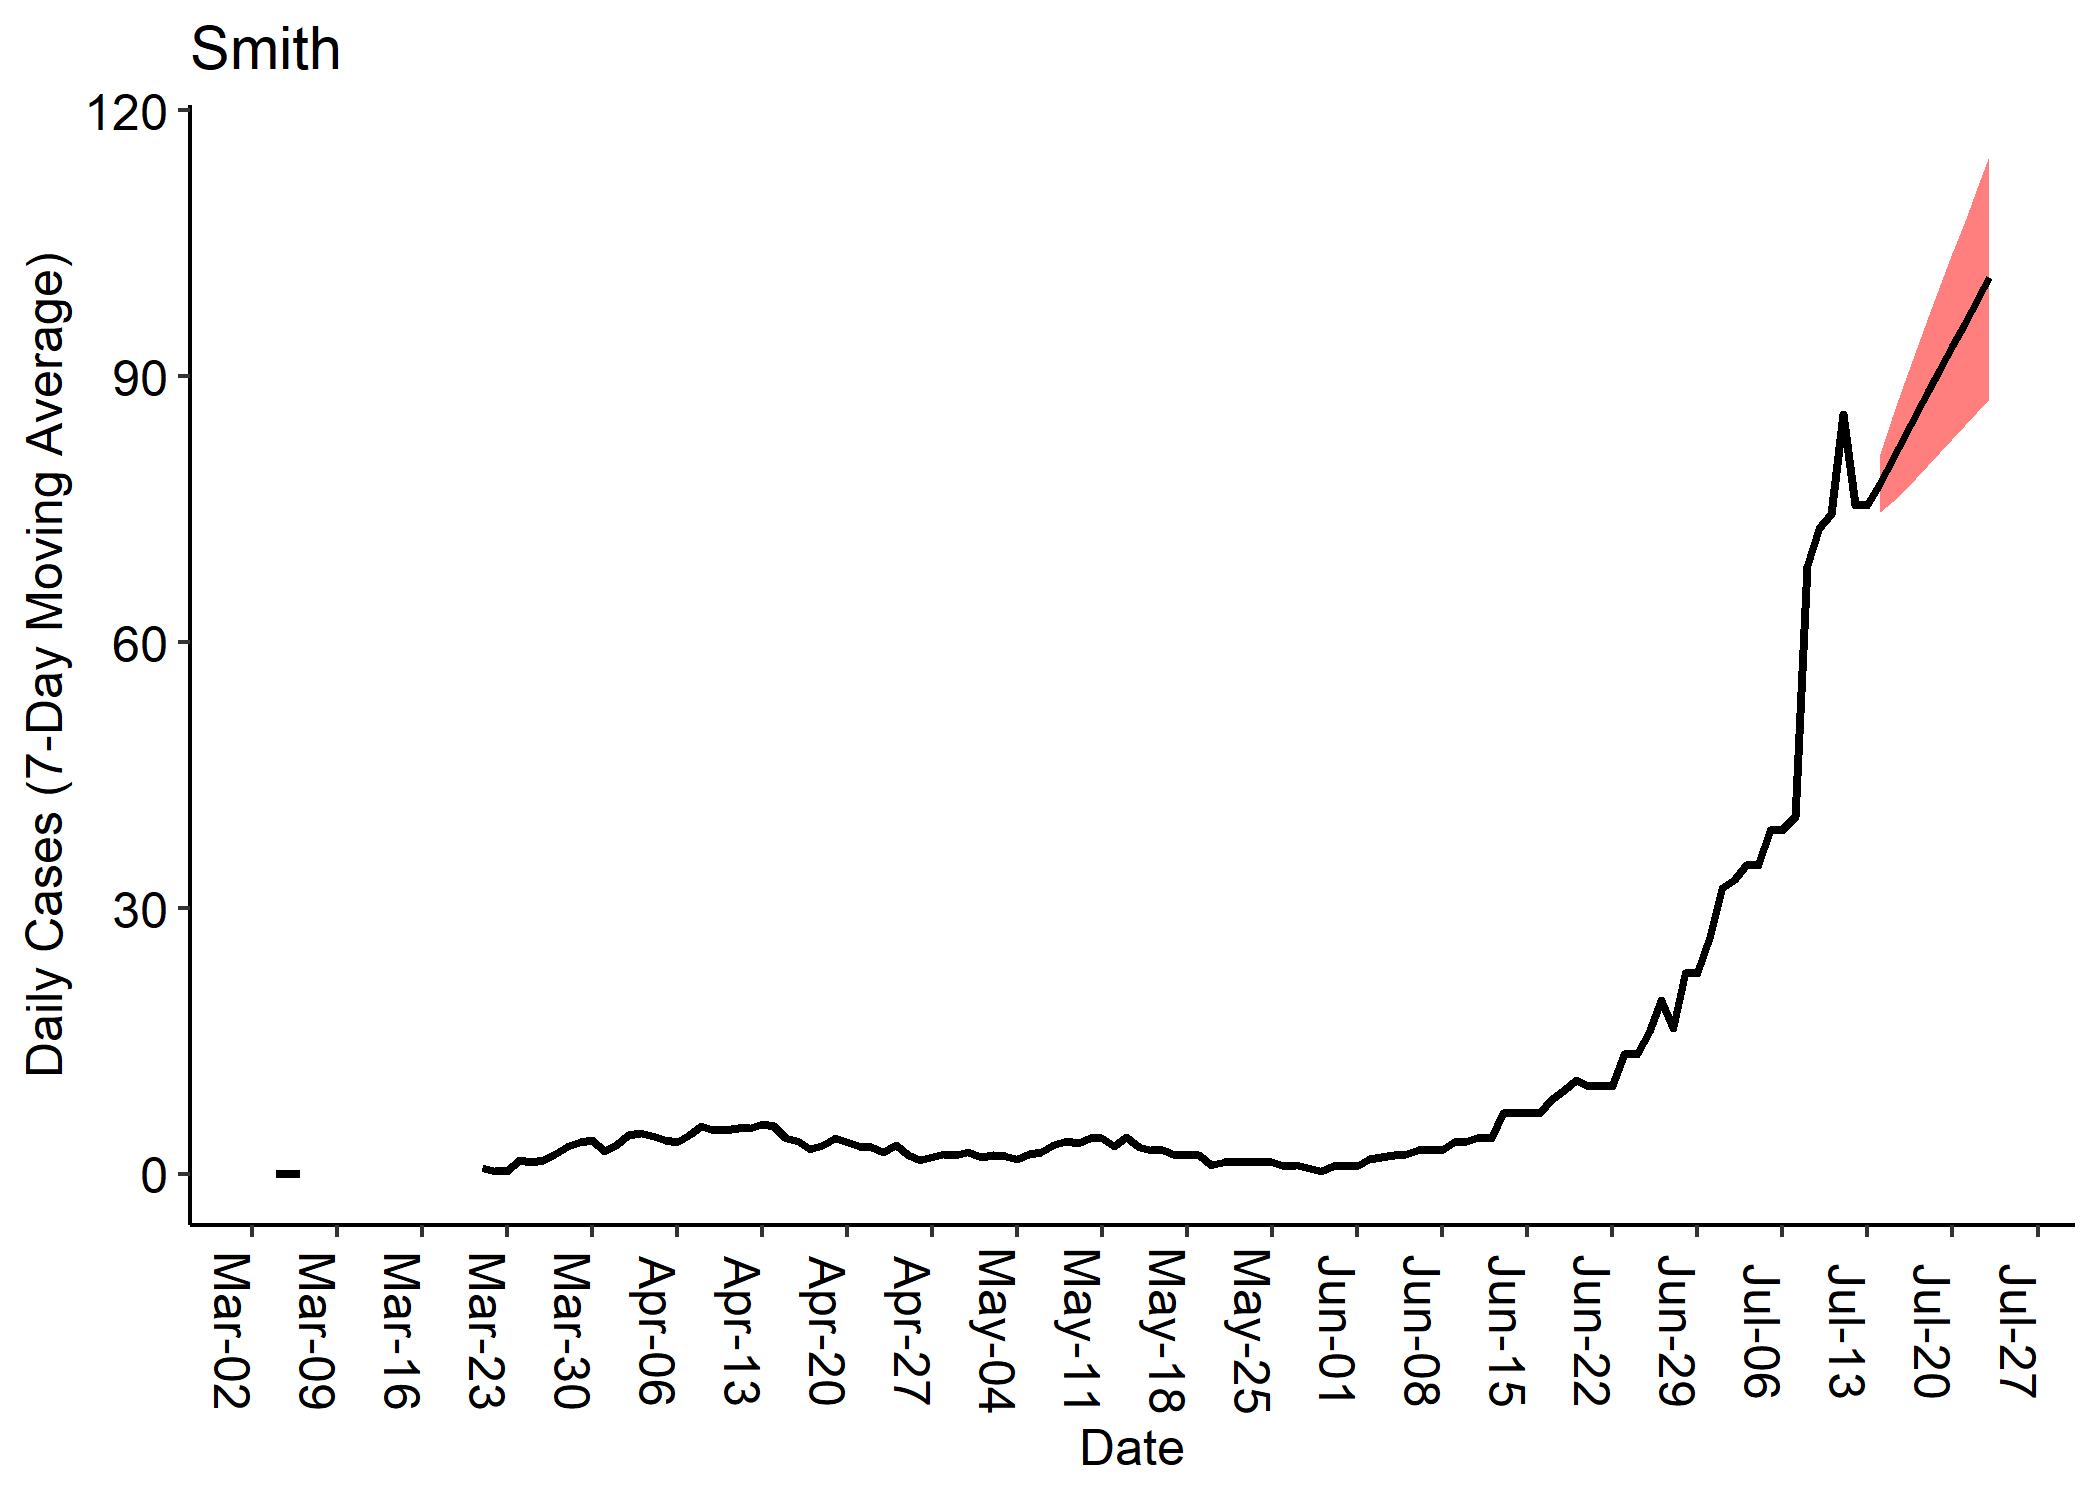 Smith
120
90
60
30
0
Daily Cases (7-Day Moving Average)
Mar-02
Mar-09
Mar-16
Mar-23
Mar-30
Apr-06
Apr-13
Apr-20
Apr-27
May-04
May-11
May-18
May-25
Jun-01
Jun-08
Jun-15
Jun-22
Jun-29
Jul-06
Jul-13
Jul-20
Jul-27
Date